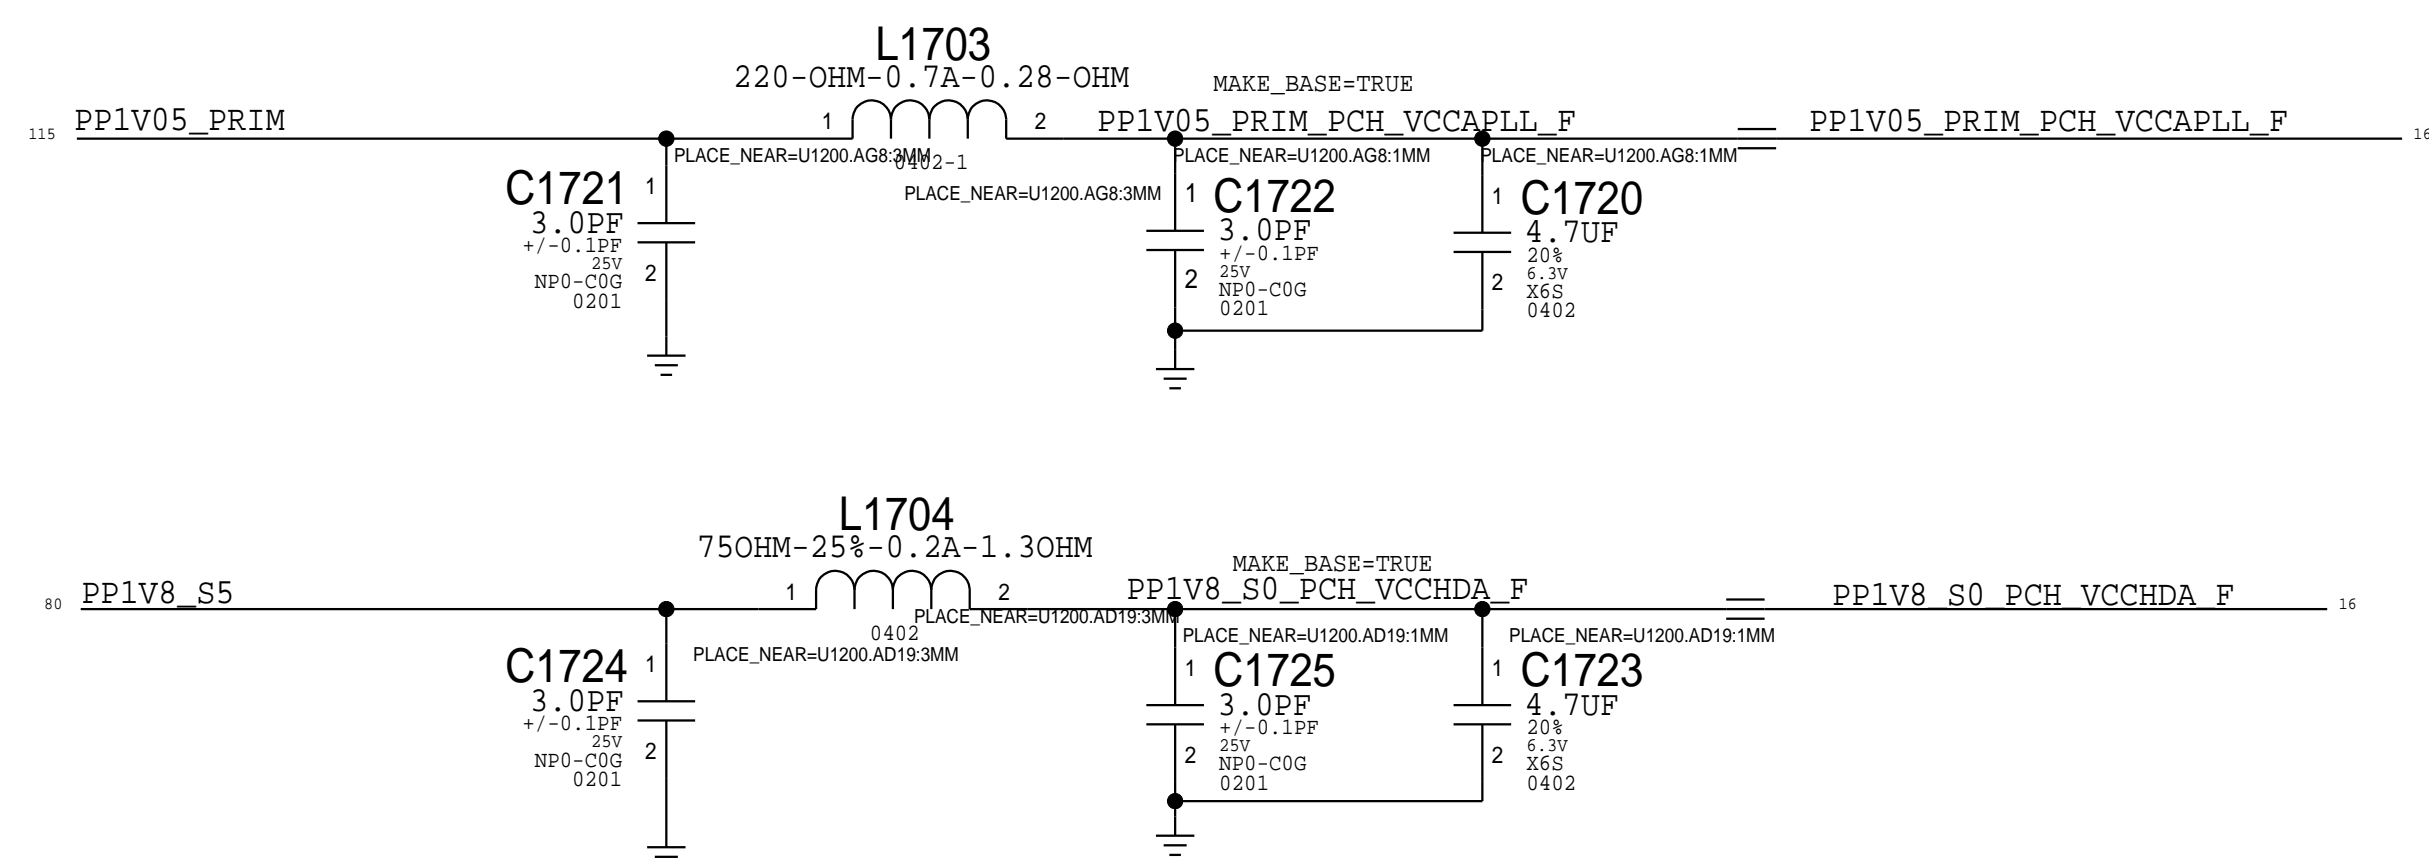 L1703
220-OHM-0.7A-0.28-OHM
MAKE_BASE=TRUE
115 PP1V05_PRIM 1 2 PP1V05_PRIM_PCH_VCCAPLL_F PP1V05_PRIM_PCH_VCCAPLL_F 16
PLACE_NEAR=U1200.AG8:3MM
0402-1
PLACE_NEAR=U1200.AG8:1MM
PLACE_NEAR=U1200.AG8:1MM
PLACE_NEAR=U1200.AG8:3MM
C1721 1
3.0PF
+/-0.1PF
25V
2
NP0-C0G
0201
1 C1722
3.0PF
+/-0.1PF
25V
2
NP0-C0G
0201
1 C1720
4.7UF
20%
6.3V
2
X6S
0402
L1704
75OHM-25%-0.2A-1.3OHM
MAKE_BASE=TRUE
80 PP1V8_S5 1 2 PP1V8_S0_PCH_VCCHDA_F PP1V8_S0_PCH_VCCHDA_F 16
PLACE_NEAR=U1200.AD19:3MM
0402
PLACE_NEAR=U1200.AD19:1MM
PLACE_NEAR=U1200.AD19:1MM
PLACE_NEAR=U1200.AD19:3MM
C1724 1
3.0PF
+/-0.1PF
25V
2
NP0-C0G
0201
1 C1725
3.0PF
+/-0.1PF
25V
2
NP0-C0G
0201
1 C1723
4.7UF
20%
6.3V
2
X6S
0402